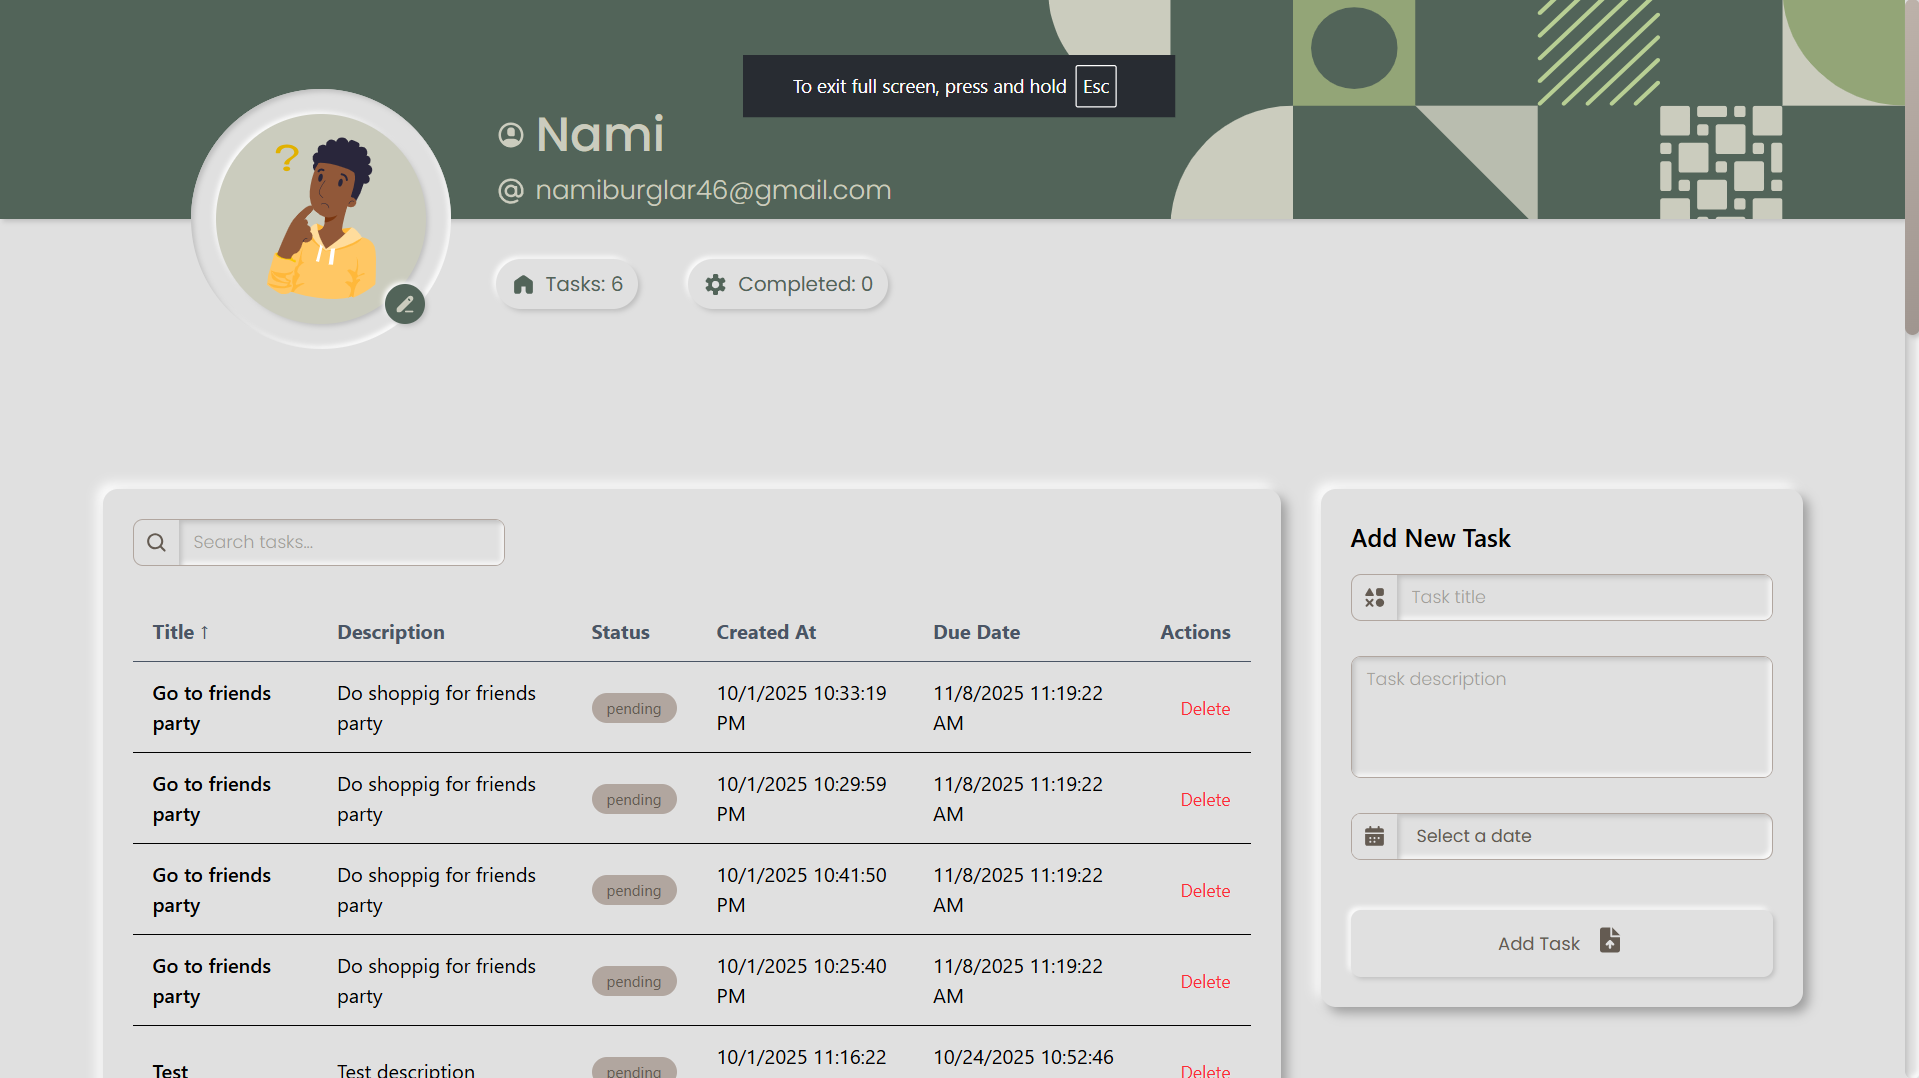 To exit full screen, press and hold Esc
?
Nami
namiburglar46@gmail.com
Tasks: 6
Completed: 0
Search tasks...
Title ↑ Description Status Created At Due Date Actions
Go to friends Do shoppig for friends pending 10/1/2025 10:33:19 11/8/2025 11:19:22 Delete
party party PM AM
Go to friends Do shoppig for friends pending 10/1/2025 10:29:59 11/8/2025 11:19:22 Delete
party party PM AM
Go to friends Do shoppig for friends pending 10/1/2025 10:41:50 11/8/2025 11:19:22 Delete
party party PM AM
Go to friends Do shoppig for friends pending 10/1/2025 10:25:40 11/8/2025 11:19:22 Delete
party party PM AM
10/1/2025 11:16:22 10/24/2025 10:52:46
Test Test description pending Delete
Add New Task
Task title
Task description
Select a date
Add Task